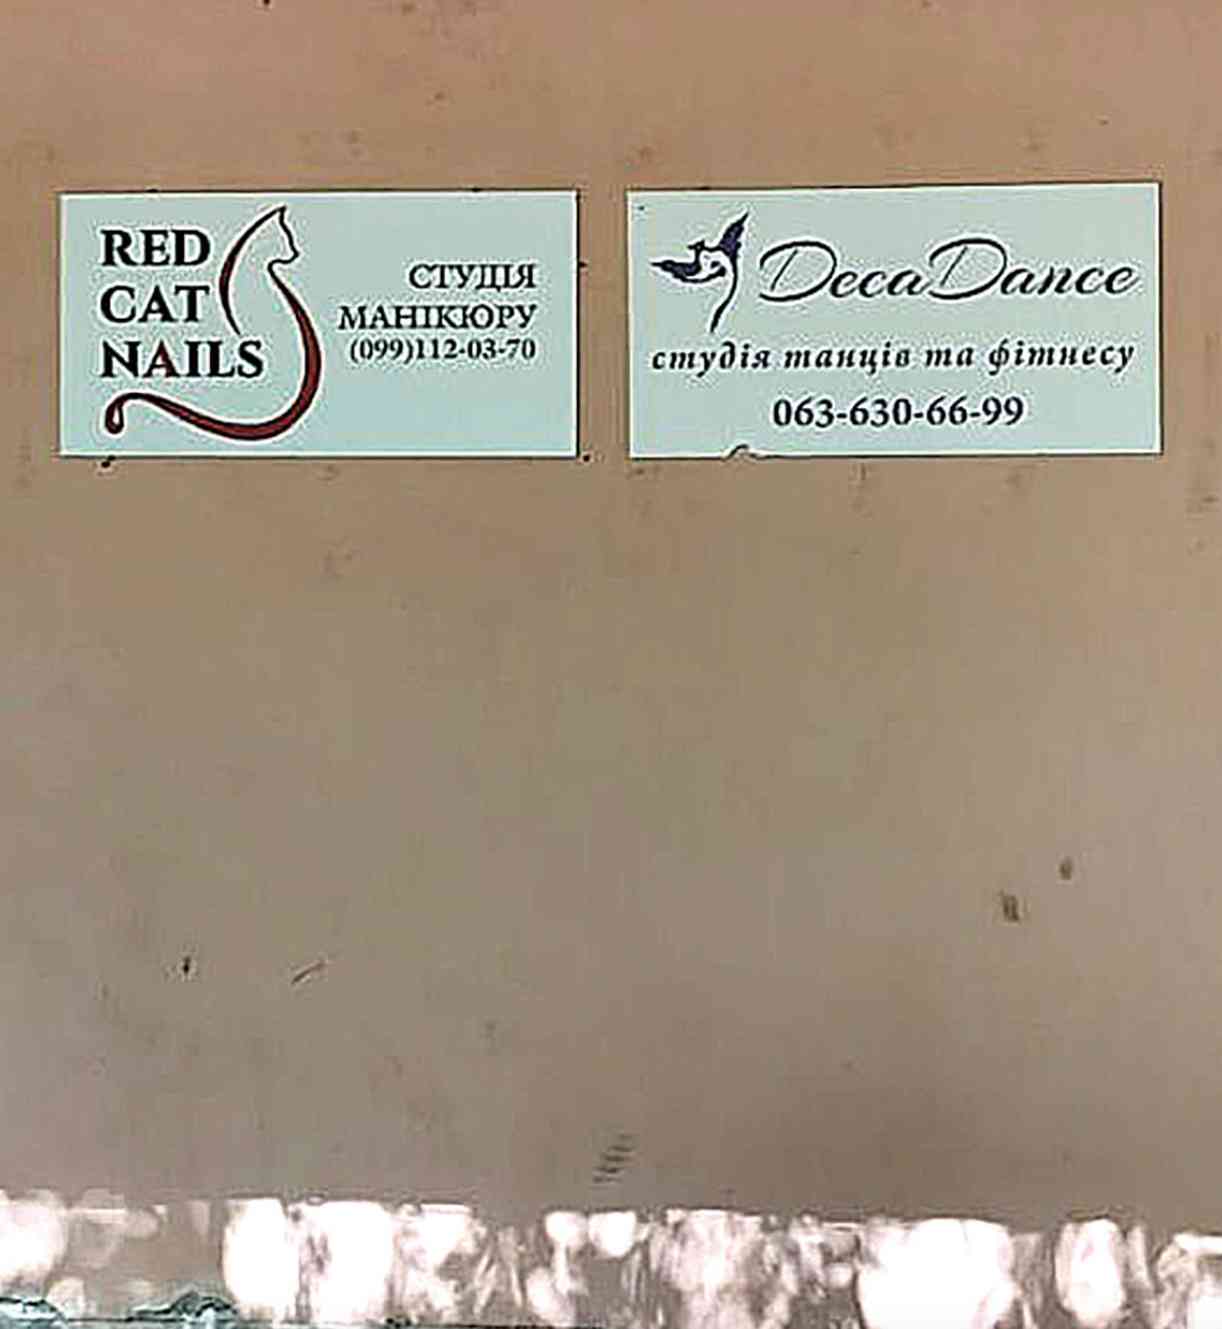 RED
CAT
NAILS
СТУДІЯ
МАНІКЮРУ
(099)112-03-70
DecaDance
студія танців та фітнесу
063-630-66-99